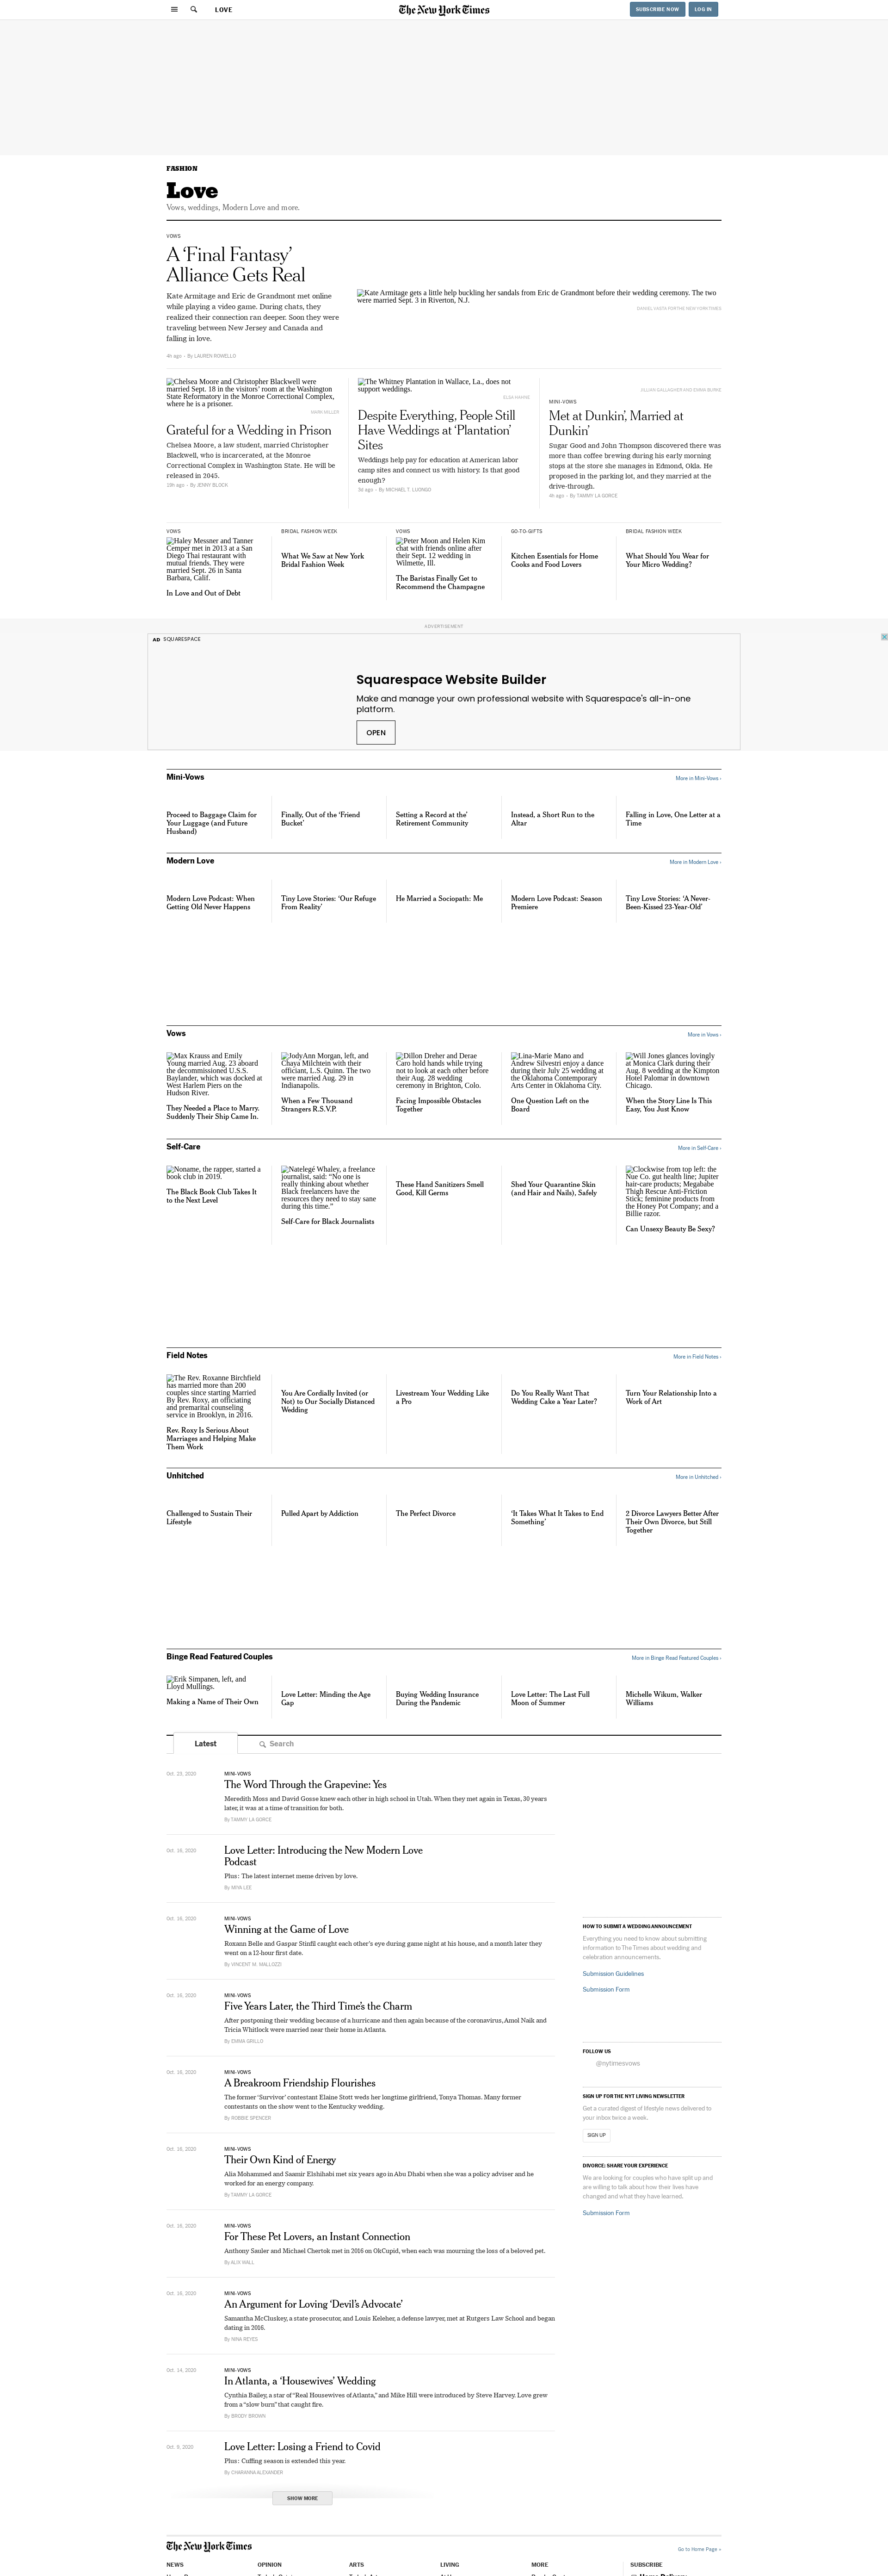 LOVE
The New York Times
SUBSCRIBE NOW
LOG IN
FASHION
Love
Vows, weddings, Modern Love and more.
VOWS
A ‘Final Fantasy’
Alliance Gets Real
Kate Armitage and Eric de Grandmont met online
while playing a video game. During chats, they
realized their connection ran deeper. Soon they were
traveling between New Jersey and Canada and
falling in love.
4h ago · By LAUREN ROWELLO
Kate Armitage gets a little help buckling her sandals from Eric de Grandmont before their wedding ceremony. The two
were married Sept. 3 in Riverton, N.J.
Chelsea Moore and Christopher Blackwell were
married Sept. 18 in the visitors’ room at the Washington
State Reformatory in the Monroe Correctional Complex,
where he is a prisoner.
MARK MILLER
Grateful for a Wedding in Prison
Chelsea Moore, a law student, married Christopher
Blackwell, who is incarcerated, at the Monroe
Correctional Complex in Washington State. He will be
released in 2045.
19h ago · By JENNY BLOCK
The Whitney Plantation in Wallace, La., does not
support weddings.
ELSA HAHNE
Despite Everything, People Still
Have Weddings at ‘Plantation’
Sites
Weddings help pay for education at American labor
camp sites and connect us with history. Is that good
enough?
3d ago · By MICHAEL T. LUONGO
JILLIAN GALLAGHER AND EMMA BURKE
MINI-VOWS
Met at Dunkin’, Married at
Dunkin’
Sugar Good and John Thompson discovered there was
more than coffee brewing during his early morning
stops at the store she manages in Edmond, Okla. He
proposed in the parking lot, and they married at the
drive-through.
4h ago · By TAMMY LA GORCE
VOWS
Haley Messner and Tanner
Cemper met in 2013 at a San
Diego Thai restaurant with
mutual friends. They were
married Sept. 26 in Santa
Barbara, Calif.
In Love and Out of Debt
BRIDAL FASHION WEEK
What We Saw at New York
Bridal Fashion Week
VOWS
Peter Moon and Helen Kim
chat with friends online after
their Sept. 12 wedding in
Wilmette, Ill.
The Baristas Finally Get to
Recommend the Champagne
GO-TO-GIFTS
Kitchen Essentials for Home
Cooks and Food Lovers
BRIDAL FASHION WEEK
What Should You Wear for
Your Micro Wedding?
ADVERTISEMENT
AD SQUARESPACE
Squarespace Website Builder
Make and manage your own professional website with Squarespace's all-in-one
platform.
OPEN
Mini-Vows
More in Mini-Vows ›
Proceed to Baggage Claim for
Your Luggage (and Future
Husband)
Finally, Out of the ‘Friend
Bucket’
Setting a Record at the’
Retirement Community
Instead, a Short Run to the
Altar
Falling in Love, One Letter at a
Time
Modern Love
More in Modern Love ›
Modern Love Podcast: When
Getting Old Never Happens
Tiny Love Stories: ‘Our Refuge
From Reality’
He Married a Sociopath: Me
Modern Love Podcast: Season
Premiere
Tiny Love Stories: ‘A Never-
Been-Kissed 23-Year-Old’
Vows
More in Vows ›
Max Krauss and Emily
Young married Aug. 23 aboard
the decommissioned U.S.S.
Baylander, which was docked at
West Harlem Piers on the
Hudson River.
They Needed a Place to Marry.
Suddenly Their Ship Came In.
JodyAnn Morgan, left, and
Chaya Milchtein with their
officiant, L.S. Quinn. The two
were married Aug. 29 in
Indianapolis.
When a Few Thousand
Strangers R.S.V.P.
Dillon Dreher and Derae
Caro hold hands while trying
not to look at each other before
their Aug. 28 wedding
ceremony in Brighton, Colo.
Facing Impossible Obstacles
Together
Lina-Marie Mano and
Andrew Silvestri enjoy a dance
during their July 25 wedding at
the Oklahoma Contemporary
Arts Center in Oklahoma City.
One Question Left on the
Board
Will Jones glances lovingly
at Monica Clark during their
Aug. 8 wedding at the Kimpton
Hotel Palomar in downtown
Chicago.
When the Story Line Is This
Easy, You Just Know
Self-Care
More in Self-Care ›
Noname, the rapper, started a
book club in 2019.
The Black Book Club Takes It
to the Next Level
Natelegé Whaley, a freelance
journalist, said: “No one is
really thinking about whether
Black freelancers have the
resources they need to stay sane
during this time.”
Self-Care for Black Journalists
These Hand Sanitizers Smell
Good, Kill Germs
Shed Your Quarantine Skin
(and Hair and Nails), Safely
Clockwise from top left: the
Nue Co. gut health line; Jupiter
hair-care products; Megababe
Thigh Rescue Anti-Friction
Stick; feminine products from
the Honey Pot Company; and a
Billie razor.
Can Unsexy Beauty Be Sexy?
Field Notes
More in Field Notes ›
The Rev. Roxanne Birchfield
has married more than 200
couples since starting Married
By Rev. Roxy, an officiating
and premarital counseling
service in Brooklyn, in 2016.
Rev. Roxy Is Serious About
Marriages and Helping Make
Them Work
You Are Cordially Invited (or
Not) to Our Socially Distanced
Wedding
Livestream Your Wedding Like
a Pro
Do You Really Want That
Wedding Cake a Year Later?
Turn Your Relationship Into a
Work of Art
Unhitched
More in Unhitched ›
Challenged to Sustain Their
Lifestyle
Pulled Apart by Addiction
The Perfect Divorce
‘It Takes What It Takes to End
Something’
2 Divorce Lawyers Better After
Their Own Divorce, but Still
Together
Binge Read Featured Couples
More in Binge Read Featured Couples ›
Erik Simpanen, left, and
Lloyd Mullings.
Making a Name of Their Own
Love Letter: Minding the Age
Gap
Buying Wedding Insurance
During the Pandemic
Love Letter: The Last Full
Moon of Summer
Michelle Wikum, Walker
Williams
Latest
Search
Oct. 23, 2020
MINI-VOWS
The Word Through the Grapevine: Yes
Meredith Moss and David Gosse knew each other in high school in Utah. When they met again in Texas, 30 years
later, it was at a time of transition for both.
By TAMMY LA GORCE
Oct. 16, 2020
Love Letter: Introducing the New Modern Love
Podcast
Plus: The latest internet meme driven by love.
By MIYA LEE
Oct. 16, 2020
MINI-VOWS
Winning at the Game of Love
Roxann Belle and Gaspar Stinfil caught each other’s eye during game night at his house, and a month later they
went on a 12-hour first date.
By VINCENT M. MALLOZZI
Oct. 16, 2020
MINI-VOWS
Five Years Later, the Third Time’s the Charm
After postponing their wedding because of a hurricane and then again because of the coronavirus, Amol Naik and
Tricia Whitlock were married near their home in Atlanta.
By EMMA GRILLO
Oct. 16, 2020
MINI-VOWS
A Breakroom Friendship Flourishes
The former ‘Survivor’ contestant Elaine Stott weds her longtime girlfriend, Tonya Thomas. Many former
contestants on the show went to the Kentucky wedding.
By ROBBIE SPENCER
Oct. 16, 2020
MINI-VOWS
Their Own Kind of Energy
Alia Mohammed and Saamir Elshihabi met six years ago in Abu Dhabi when she was a policy adviser and he
worked for an energy company.
By TAMMY LA GORCE
Oct. 16, 2020
MINI-VOWS
For These Pet Lovers, an Instant Connection
Anthony Sauler and Michael Chertok met in 2016 on OkCupid, when each was mourning the loss of a beloved pet.
By ALIX WALL
Oct. 16, 2020
MINI-VOWS
An Argument for Loving ‘Devil’s Advocate’
Samantha McCluskey, a state prosecutor, and Louis Keleher, a defense lawyer, met at Rutgers Law School and began
dating in 2016.
By NINA REYES
Oct. 14, 2020
MINI-VOWS
In Atlanta, a ‘Housewives’ Wedding
Cynthia Bailey, a star of “Real Housewives of Atlanta,” and Mike Hill were introduced by Steve Harvey. Love grew
from a “slow burn” that caught fire.
By BRODY BROWN
Oct. 9, 2020
Love Letter: Losing a Friend to Covid
Plus: Cuffing season is extended this year.
By CHARANNA ALEXANDER
SHOW MORE
HOW TO SUBMIT A WEDDING ANNOUNCEMENT
Everything you need to know about submitting
information to The Times about wedding and
celebration announcements.
Submission Guidelines
Submission Form
FOLLOW US
@nytimesvows
SIGN UP FOR THE NYT LIVING NEWSLETTER
Get a curated digest of lifestyle news delivered to
your inbox twice a week.
SIGN UP
DIVORCE: SHARE YOUR EXPERIENCE
We are looking for couples who have split up and
are willing to talk about how their lives have
changed and what they have learned.
Submission Form
The New York Times
Go to Home Page »
NEWS
OPINION
ARTS
LIVING
MORE
SUBSCRIBE